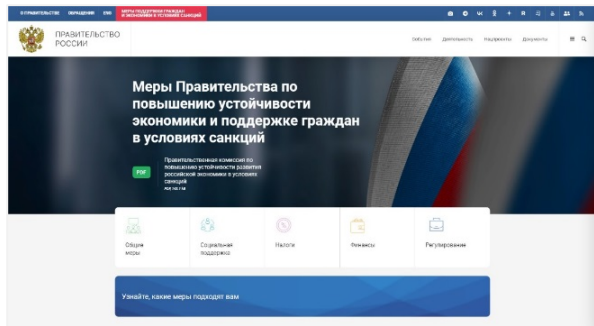 О ПРАВИТЕЛЬСТВЕ ОБРАЩЕНИЯ ENG МЕРЫ ПОДДЕРЖКИ ГРАЖДАН
И ЭКОНОМИКИ В УСЛОВИЯХ САНКЦИЙ
ПРАВИТЕЛЬСТВО
РОССИИ
События Деятельность Нацпроекты Документы
Меры Правительства по
повышению устойчивости
экономики и поддержке граждан
в условиях санкций
PDF
Правительственная комиссия по
повышению устойчивости развития
российской экономики в условиях
санкций
Общие
меры
Социальная
поддержка
Налоги
Финансы
Регулирование
Узнайте, какие меры подходят вам